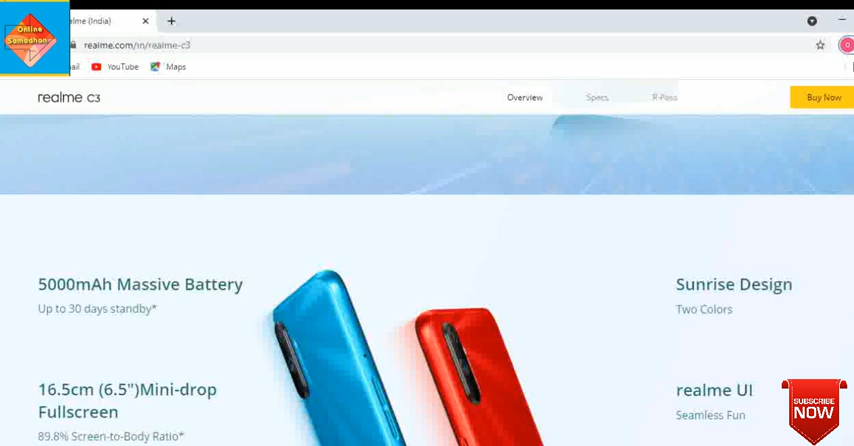 Online
Samadhan
alme (India)
realme.com/in/realme-c3
ail YouTube Maps
realme C3
Overview Specs R-Pass Buy Now
5000mAh Massive Battery
Up to 30 days standby*
Sunrise Design
Two Colors
16.5cm (6.5")Mini-drop
Fullscreen
89.8% Screen-to-Body Ratio*
realme UI
Seamless Fun
SUBSCRIBE
NOW